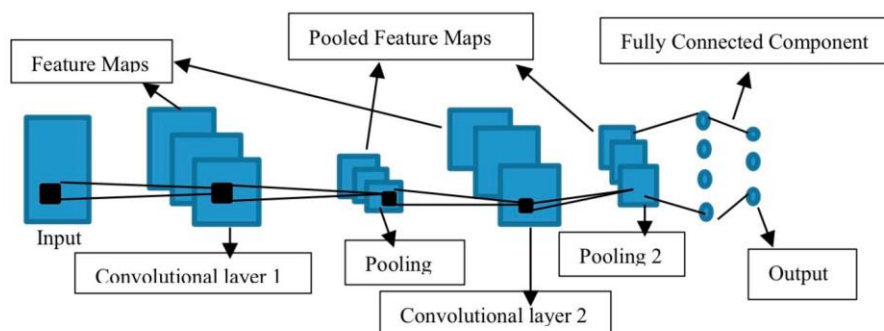 Pooled Feature Maps
Fully Connected Component
Feature Maps
Input
Convolutional layer 1
Pooling
Pooling 2
Output
Convolutional layer 2